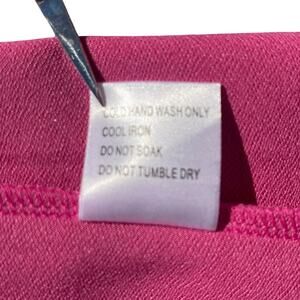 COLD HAND WASH ONLY
COOL IRON
DO NOT SOAK
DO NOT TUMBLE DRY